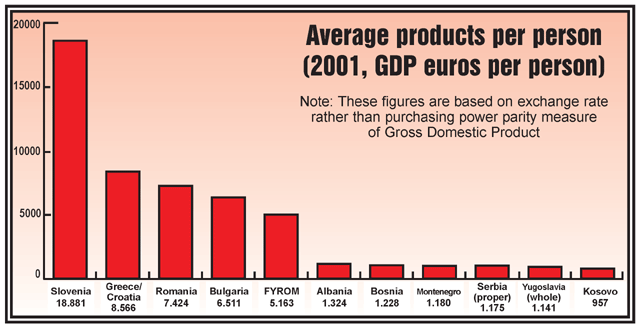 Average products per person
(2001, GDP euros per person)
Note: These figures are based on exchange rate
rather than purchasing power parity measure
of Gross Domestic Product
20000
15000
10000
5000
0
Slovenia
18.881
Greece/
Croatia
8.566
Romania
7.424
Bulgaria
6.511
FYROM
5.163
Albania
1.324
Bosnia
1.228
Montenegro
1.180
Serbia
(proper)
1.175
Yugoslavia
(whole)
1.141
Kosovo
957